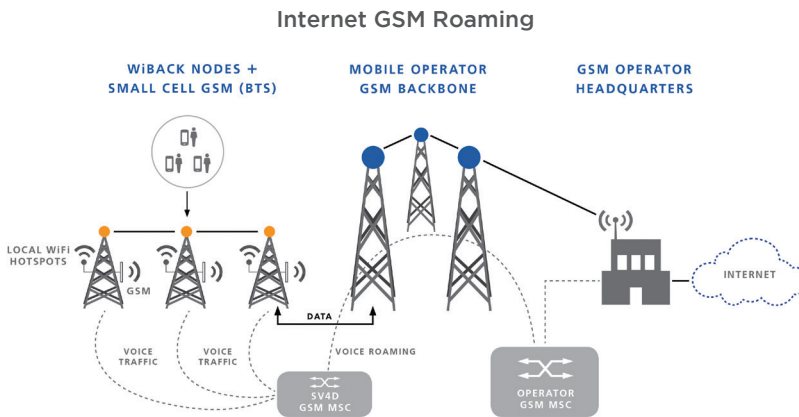 Internet GSM Roaming
WiBACK NODES +
SMALL CELL GSM (BTS)
MOBILE OPERATOR
GSM BACKBONE
GSM OPERATOR
HEADQUARTERS
LOCAL WiFi
HOTSPOTS
GSM
INTERNET
DATA
VOICE
TRAFFIC
VOICE
TRAFFIC
VOICE ROAMING
SV4D
GSM MSC
OPERATOR
GSM MSC